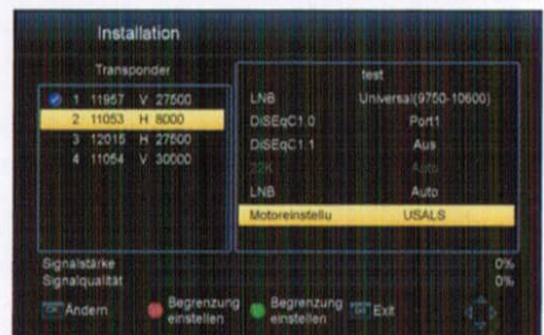 Installation
Transponder
1 11957 V 27500
2 11053 H 8000
3 12015 H 27500
4 11054 V 30000
test
LNB Universal(9750-10600)
DiSEqC1.0 Port1
DiSEqC1.1 Aus
22K Auto
LNB Auto
Motoreinstellu USALS
Signalstärke 0%
Signalqualität 0%
Ändern
Begrenzung einstellen
Begrenzung einstellen
Exit